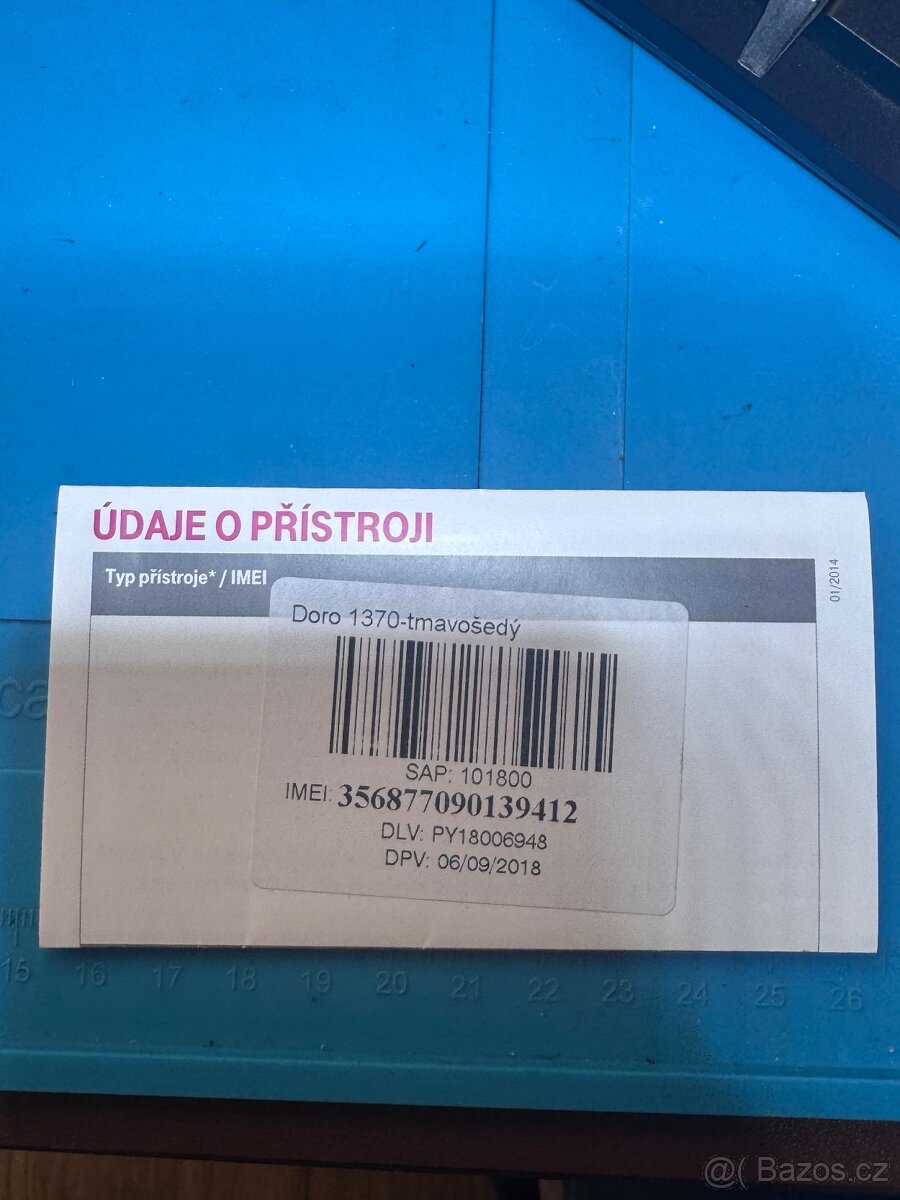 ÚDAJE O PŘÍSTROJI
Typ přístroje* / IMEI
01/2014
Doro 1370-tmavošedý
SAP: 101800
IMEI: 356877090139412
DLV: PY18006948
DPV: 06/09/2018
15 16 17 18 19 20 21 22 23 24 25 26
@( Bazos.cz